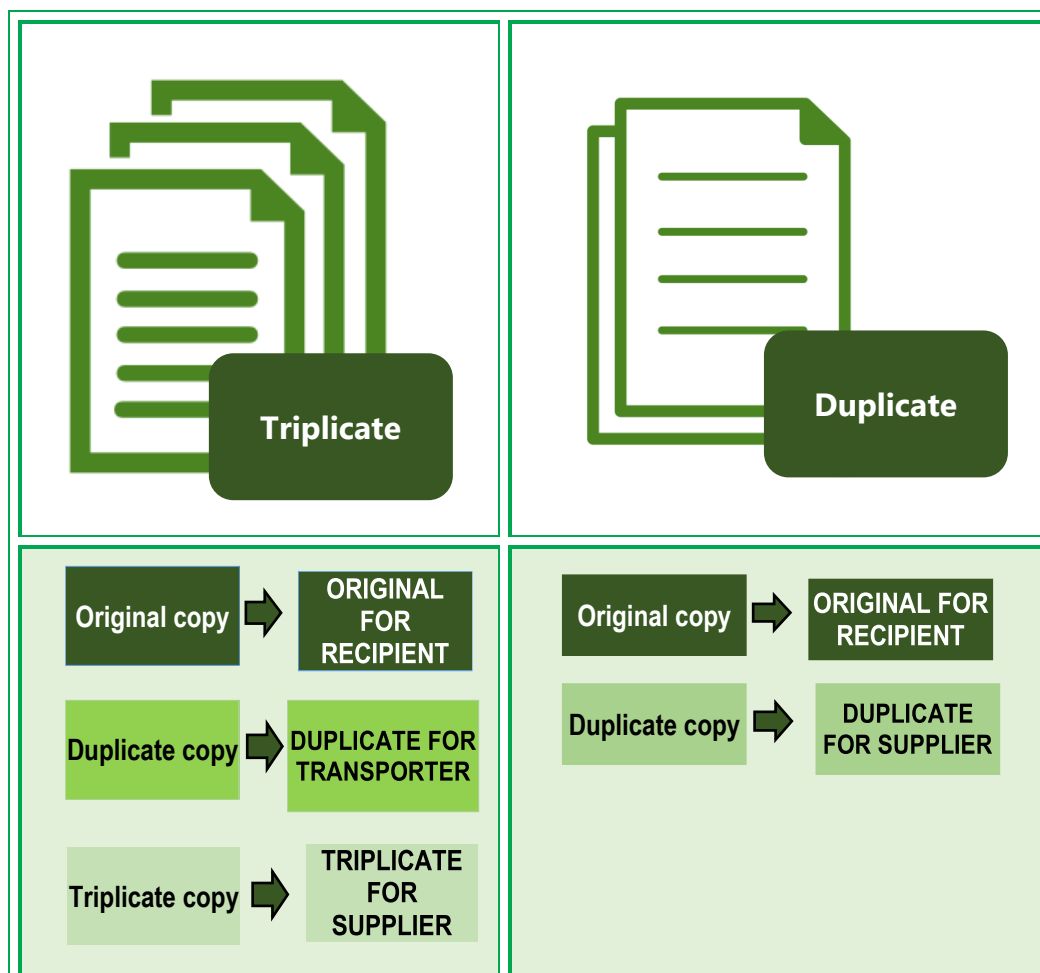 Triplicate
Duplicate
Original copy
ORIGINAL
FOR
RECIPIENT
Duplicate copy
DUPLICATE FOR
TRANSPORTER
Triplicate copy
TRIPLICATE
FOR
SUPPLIER
Original copy
ORIGINAL FOR
RECIPIENT
Duplicate copy
DUPLICATE
FOR SUPPLIER